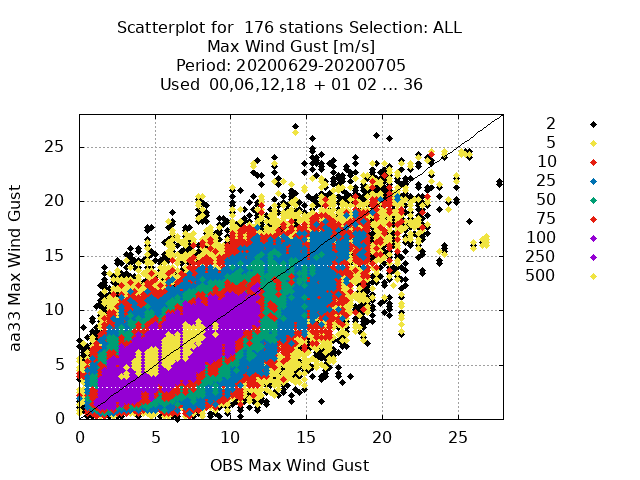 Scatterplot for 176 stations Selection: ALL
Max Wind Gust [m/s]
Period: 20200629-20200705
Used 00,06,12,18 + 01 02 ... 36
aa33 Max Wind Gust
25
20
15
10
5
0
0 5 10 15 20 25
OBS Max Wind Gust
2
5
10
25
50
75
100
250
500